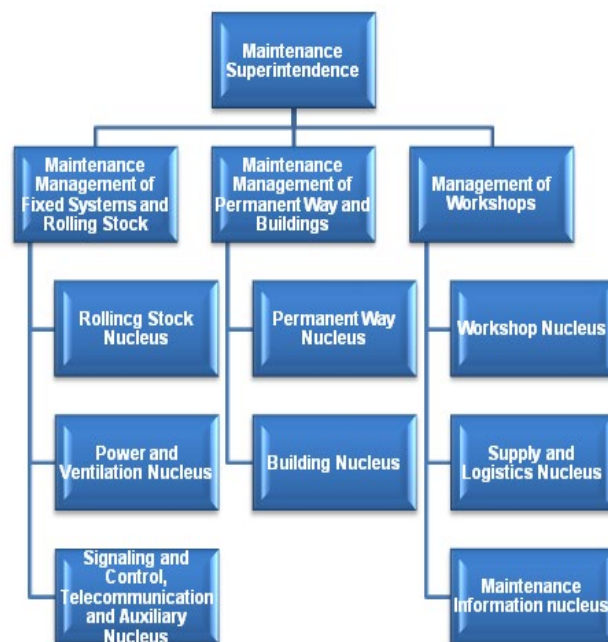 Maintenance
Superintendence
Maintenance
Management of
Fixed Systems and
Rolling Stock
Maintenance
Management of
Permanent Way and
Buildings
Management of
Workshops
Rollincg Stock
Nucleus
Permanent Way
Nucleus
Workshop Nucleus
Power and
Ventilation Nucleus
Building Nucleus
Supply and
Logistics Nucleus
Signaling and
Control,
Telecommunication
and Auxiliary
Nucleus
Maintenance
Information nucleus